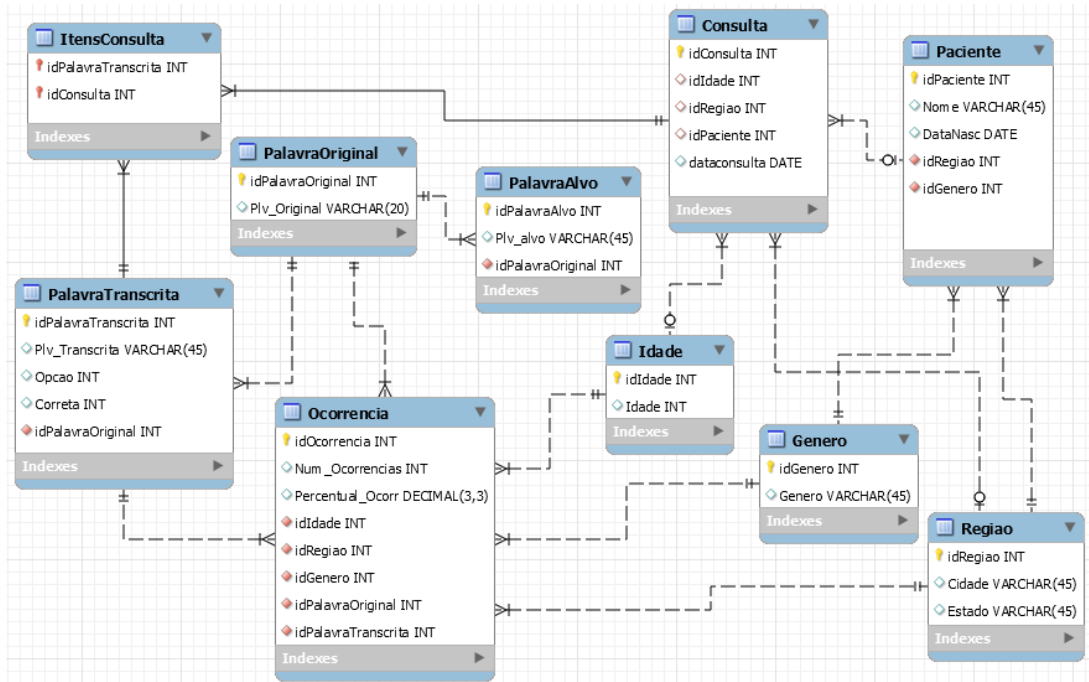 ItensConsulta
idPalavraTranscrita INT
idConsulta INT
Indexes
Consulta
idConsulta INT
idIdade INT
idRegiao INT
idPaciente INT
dataconsulta DATE
Indexes
Paciente
idPaciente INT
Nome VARCHAR(45)
DataNasc DATE
idRegiao INT
idGenero INT
Indexes
PalavraOriginal
idPalavraOriginal INT
Plv_Original VARCHAR(20)
Indexes
PalavraAlvo
idPalavraAlvo INT
Plv_alvo VARCHAR(45)
idPalavraOriginal INT
Indexes
PalavraTranscrita
idPalavraTranscrita INT
Plv_Transcrita VARCHAR(45)
Opcao INT
Correta INT
idPalavraOriginal INT
Indexes
Idade
idIdade INT
Idade INT
Indexes
Ocorrencia
idOcorrencia INT
Num _Ocorrencias INT
Percentual_Ocorr DECIMAL(3,3)
idIdade INT
idRegiao INT
idGenero INT
idPalavraOriginal INT
idPalavraTranscrita INT
Indexes
Genero
idGenero INT
Genero VARCHAR(45)
Indexes
Regiao
idRegiao INT
Cidade VARCHAR(45)
Estado VARCHAR(45)
Indexes